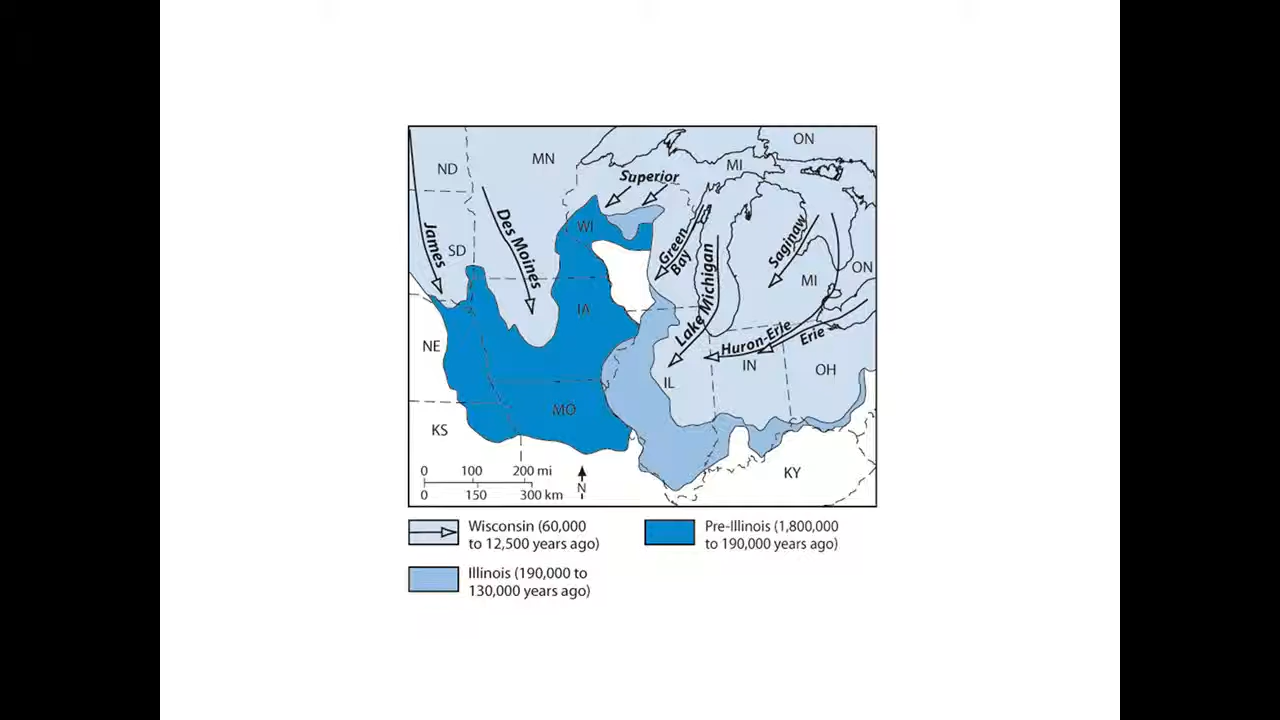 ON
MN
MI
ND
Superior
WI
Green
Bay
Saginaw
James
Des Moines
SD
ON
Lake Michigan
MI
IA
Huron-Erie
Erie
NE
IN
OH
IL
MO
KS
KY
0 100 200 mi
0 150 300 km
N
Wisconsin (60,000
to 12,500 years ago)
Pre-Illinois (1,800,000
to 190,000 years ago)
Illinois (190,000 to
130,000 years ago)